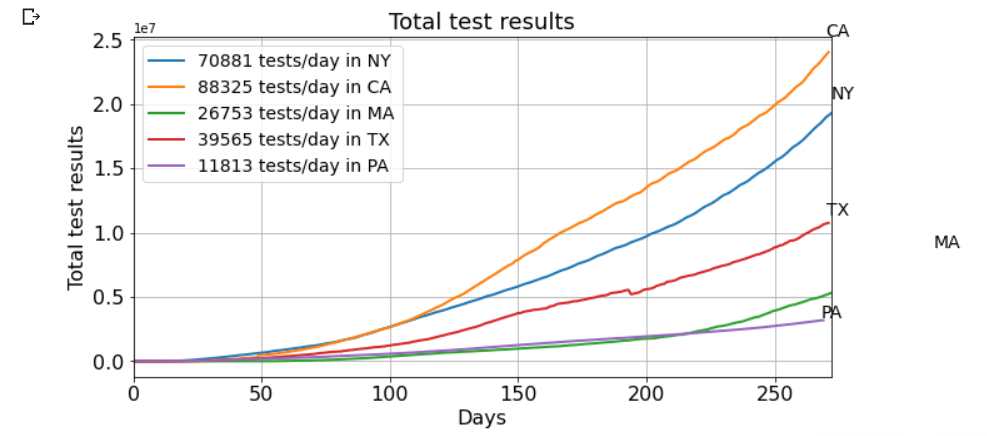 Total test results
1e7
CA
2.5
70881 tests/day in NY
88325 tests/day in CA
26753 tests/day in MA
39565 tests/day in TX
11813 tests/day in PA
NY
2.0
1.5
TX
1.0
MA
0.5
PA
0.0
Total test results
0 50 100 150 200 250
Days